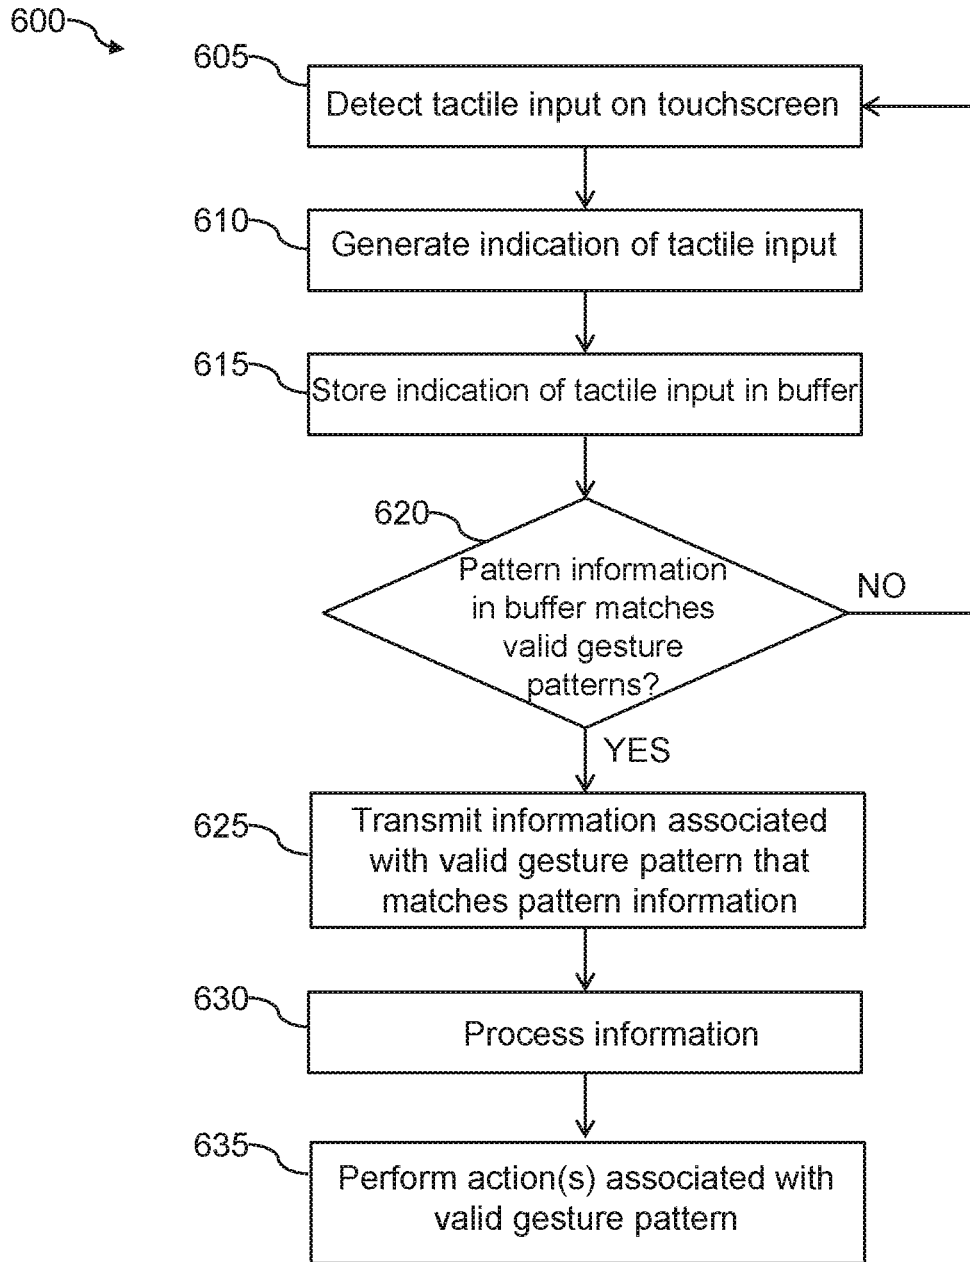 600
605
Detect tactile input on touchscreen
610
Generate indication of tactile input
615
Store indication of tactile input in buffer
620
Pattern information
in buffer matches
valid gesture
patterns?
NO
YES
625
Transmit information associated
with valid gesture pattern that
matches pattern information
630
Process information
635
Perform action(s) associated with
valid gesture pattern